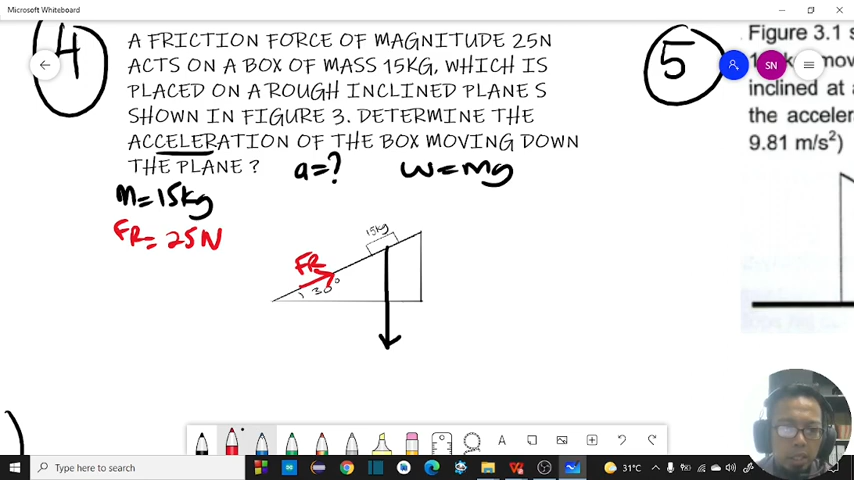 Microsoft Whiteboard
4
A FRICTION FORCE OF MAGNITUDE 25N
ACTS ON A BOX OF MASS 15KG, WHICH IS
PLACED ON A ROUGH INCLINED PLANE S
SHOWN IN FIGURE 3. DETERMINE THE
ACCELERATION OF THE BOX MOVING DOWN
THE PLANE ?
a=?
w=mg
m=15kg
FR=25N
15kg
FR
30°
5
Figure 3.1 s
mov
inclined at a
the acceler
9.81 m/s²)
SN
A
Type here to search
31°C